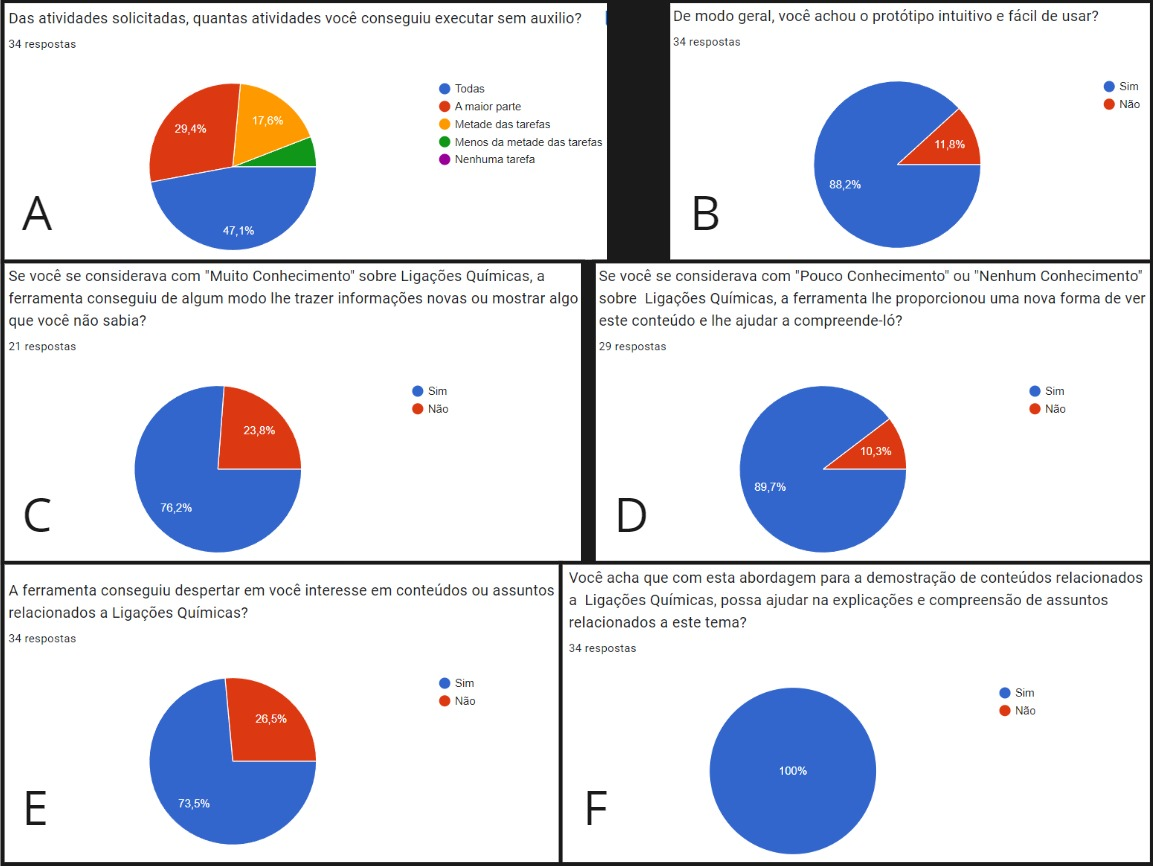 Das atividades solicitadas, quantas atividades você conseguiu executar sem auxilio?
34 respostas
Todas
A maior parte
Metade das tarefas
Menos da metade das tarefas
Nenhuma tarefa
29,4%
17,6%
47,1%
A
De modo geral, você achou o protótipo intuitivo e fácil de usar?
34 respostas
Sim
Não
11,8%
88,2%
B
Se você se considerava com "Muito Conhecimento" sobre Ligações Químicas, a
ferramenta conseguiu de algum modo lhe trazer informações novas ou mostrar algo
que você não sabia?
21 respostas
Sim
Não
23,8%
76,2%
C
Se você se considerava com "Pouco Conhecimento" ou "Nenhum Conhecimento"
sobre  Ligações Químicas, a ferramenta lhe proporcionou uma nova forma de ver
este conteúdo e lhe ajudar a compreende-ló?
29 respostas
Sim
Não
10,3%
89,7%
D
A ferramenta conseguiu despertar em você interesse em conteúdos ou assuntos
relacionados a Ligações Químicas?
34 respostas
Sim
Não
26,5%
73,5%
E
Você acha que com esta abordagem para a demostração de conteúdos relacionados
a  Ligações Químicas, possa ajudar na explicações e compreensão de assuntos
relacionados a este tema?
34 respostas
Sim
Não
100%
F